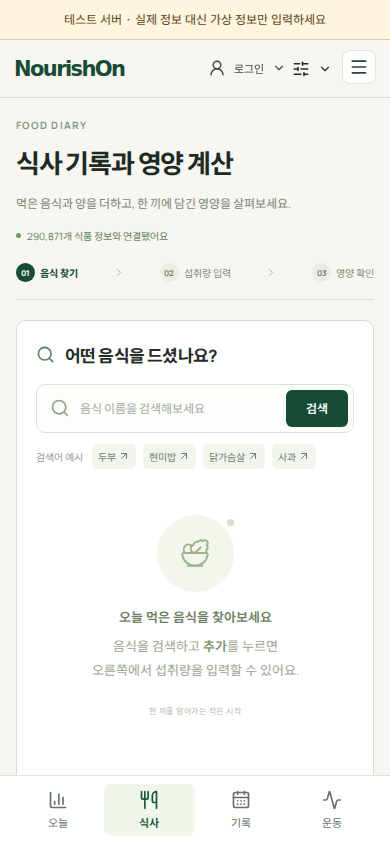 테스트 서버 · 실제 정보 대신 가상 정보만 입력하세요
NourishOn
로그인
FOOD DIARY
식사 기록과 영양 계산
먹은 음식과 양을 더하고, 한 끼에 담긴 영양을 살펴보세요.
290,871개 식품 정보와 연결됐어요
01 음식 찾기 02 섭취량 입력 03 영양 확인
어떤 음식을 드셨나요?
음식 이름을 검색해보세요 검색
검색어 예시 두부 현미밥 닭가슴살 사과
오늘 먹은 음식을 찾아보세요
음식을 검색하고 추가를 누르면
오른쪽에서 섭취량을 입력할 수 있어요.
한 끼를 알아가는 작은 시작
오늘 식사 기록 운동